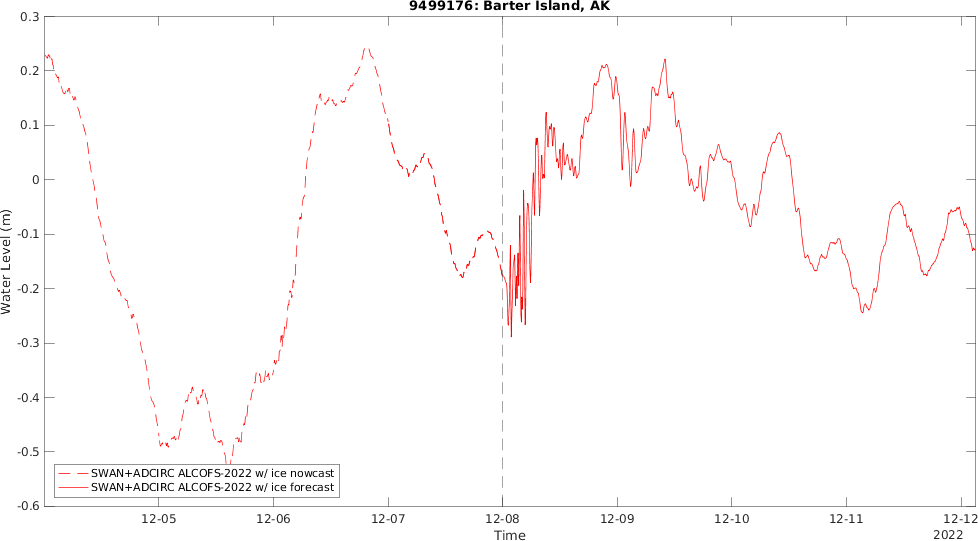 9499176: Barter Island, AK
0.3
0.2
0.1
0
-0.1
-0.2
-0.3
-0.4
-0.5
-0.6
Water Level (m)
SWAN+ADCIRC ALCOFS-2022 w/ ice nowcast
SWAN+ADCIRC ALCOFS-2022 w/ ice forecast
12-05 12-06 12-07 12-08 12-09 12-10 12-11 12-12
Time
2022